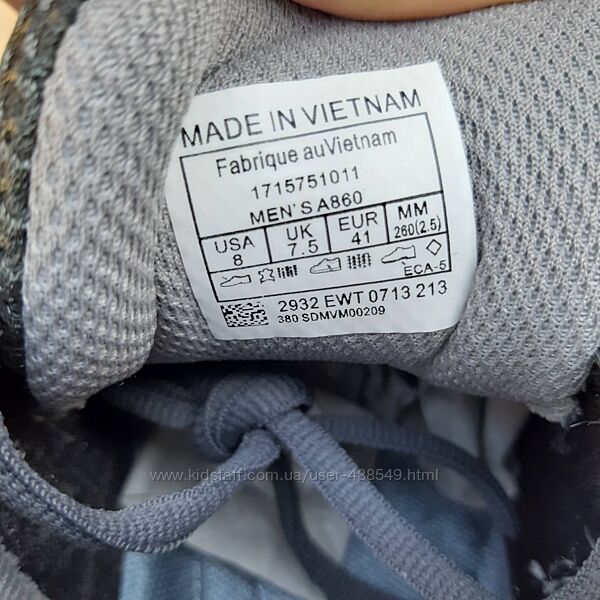 MADE IN VIETNAM
Fabrique auVietnam
1715751011
MEN'S A860
USA UK EUR MM
8 7.5 41 260(2.5)
ECA-5
2932 EWT 0713 213
380 SDMVM00209
www.kidstaff.com.ua/user-488549.html